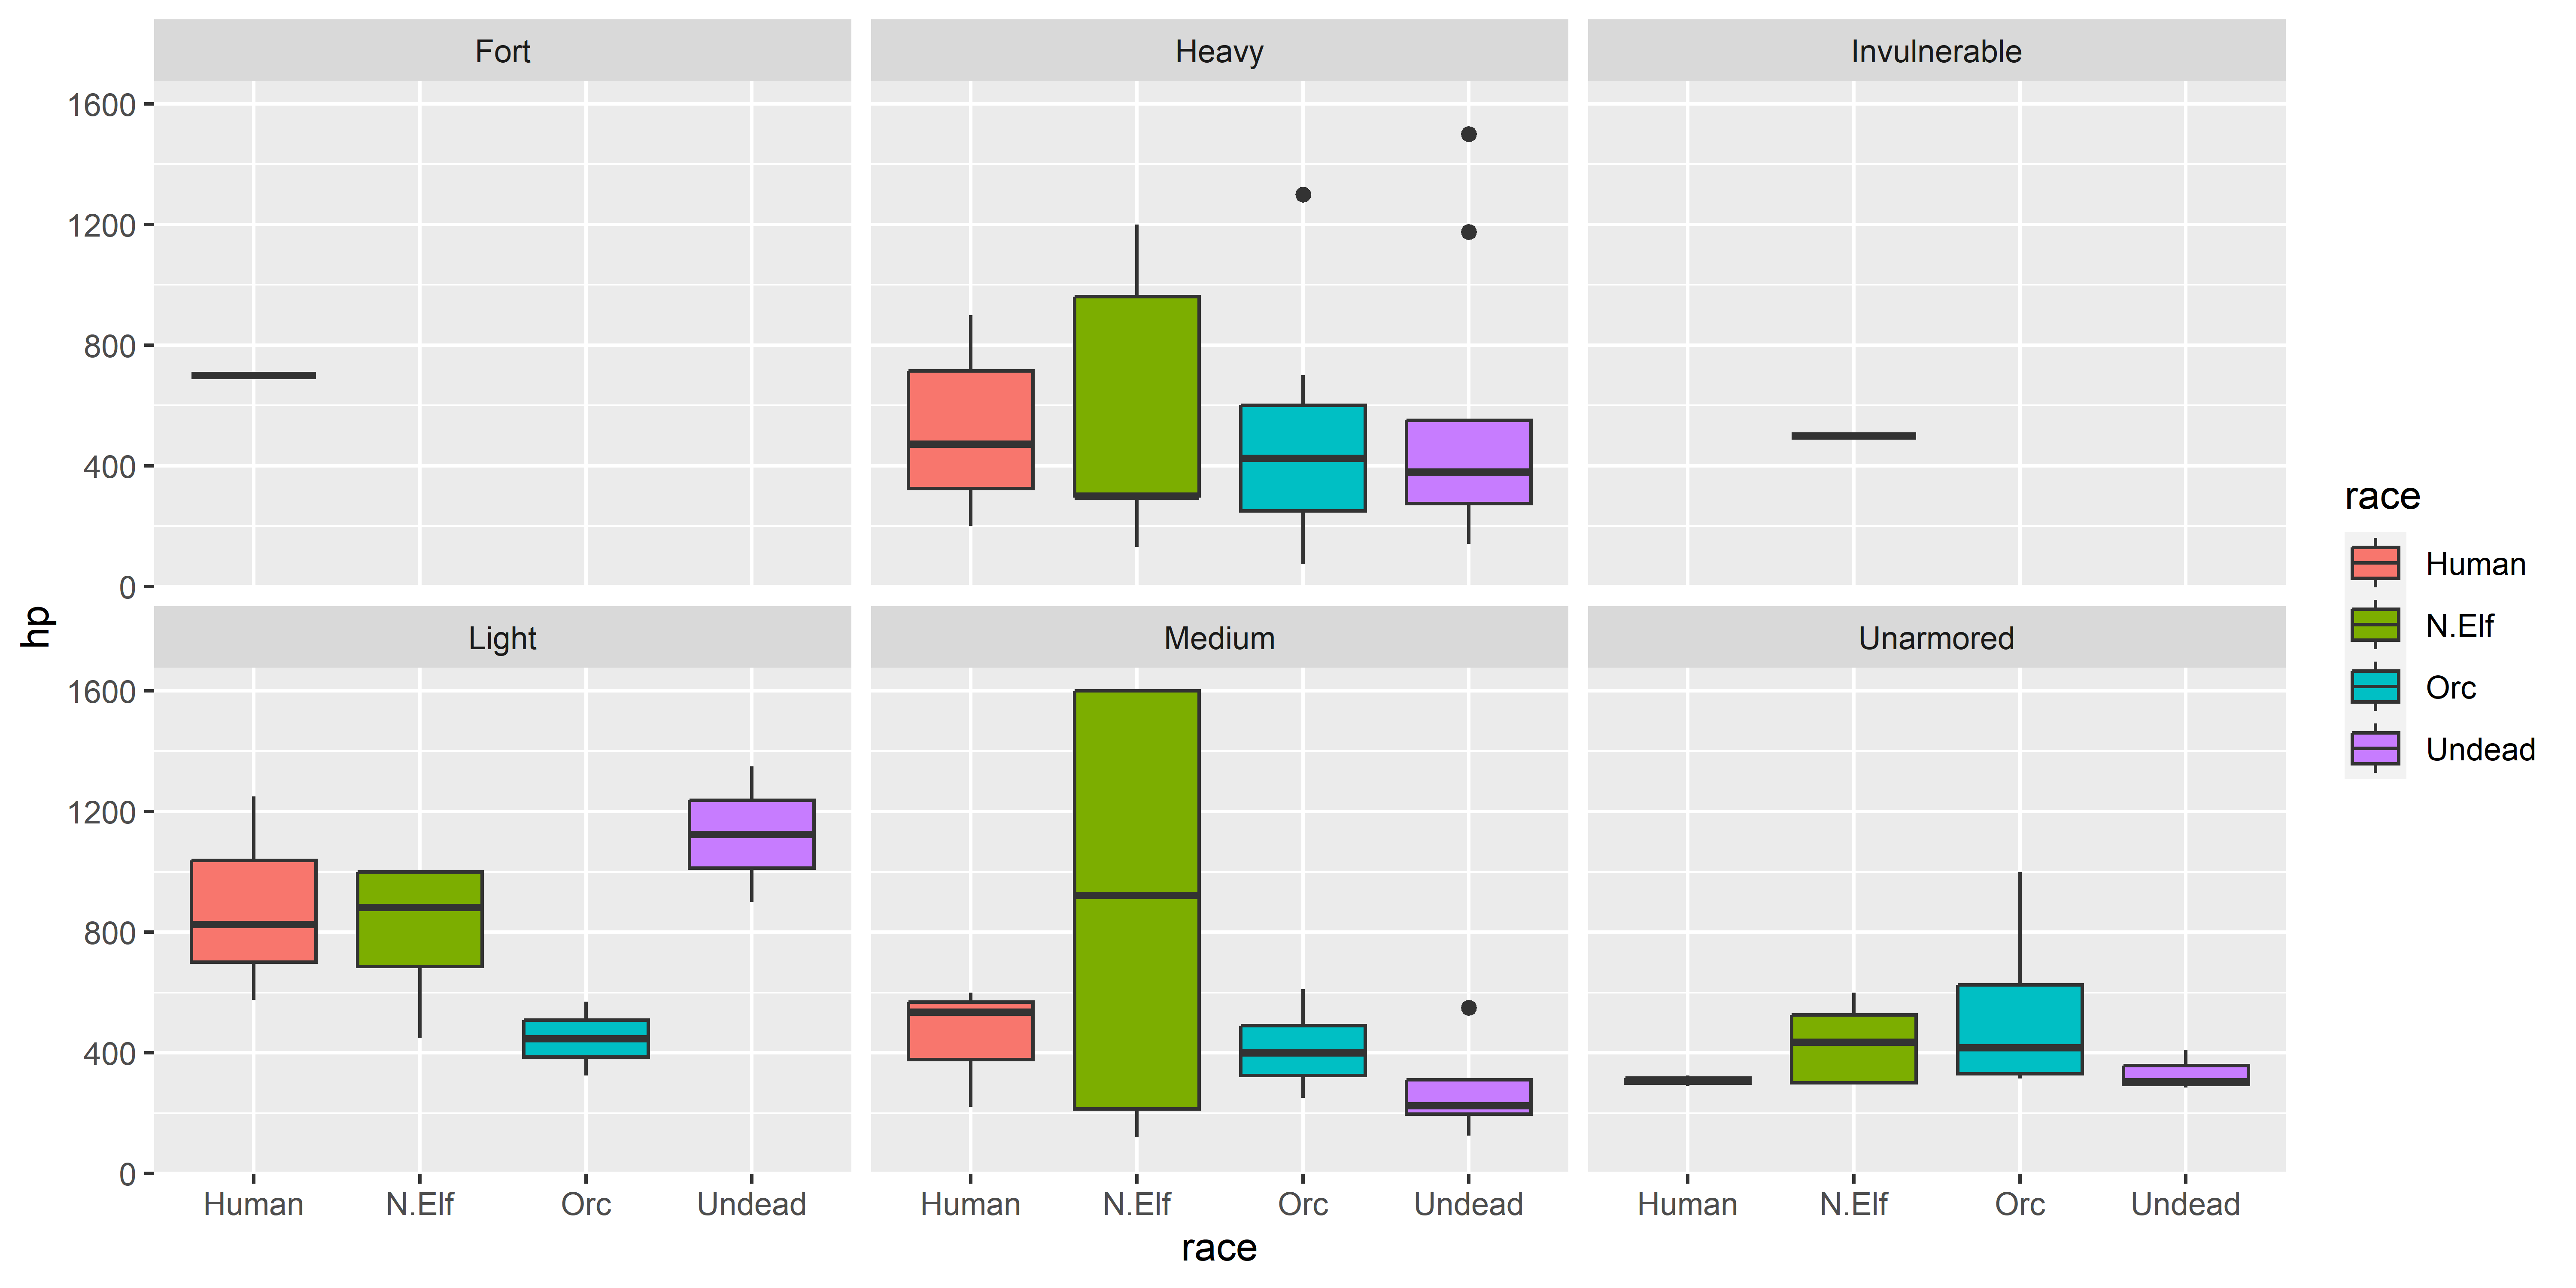 Fort
Heavy
Invulnerable
1600
1200
800
400
0
Light
Medium
Unarmored
1600
1200
800
400
0
Human
N.Elf
Orc
Undead
Human
N.Elf
Orc
Undead
Human
N.Elf
Orc
Undead
race
hp
race
Human
N.Elf
Orc
Undead